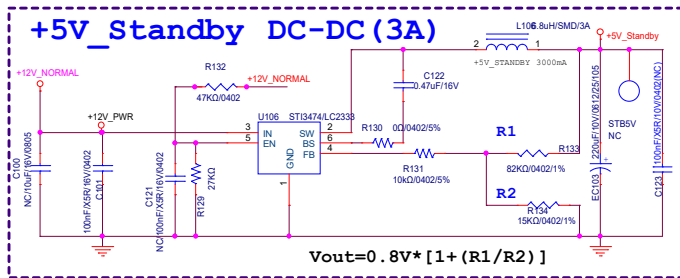 +5V_Standby DC-DC(3A)
L106 6.8uH/SMD/3A
+5V_Standby
2
1
+12V_NORMAL
R132
+12V_NORMAL
+5V_STANDBY 3000mA
47KΩ/0402
C122
0.47uF/16V
220uF/10V/0612/25/105
EC103
100nF/X5R/10V/0402(NC)
C123
STB5V
NC
+12V_PWR
U106
STI3474/LC2333
R130
0Ω/0402/5%
R1
R133
3
IN
SW
2
5
EN
BS
6
FB
4
GND
1
R131
10kΩ/0402/5%
82KΩ/0402/1%
C100
NC/10uF/16V/0805
100nF/X5R/16V/0402
C101
C121
NC/100nF/X5R/16V/0402
27KΩ
R129
R2
R134
15KΩ/0402/1%
Vout=0.8V*[1+(R1/R2)]